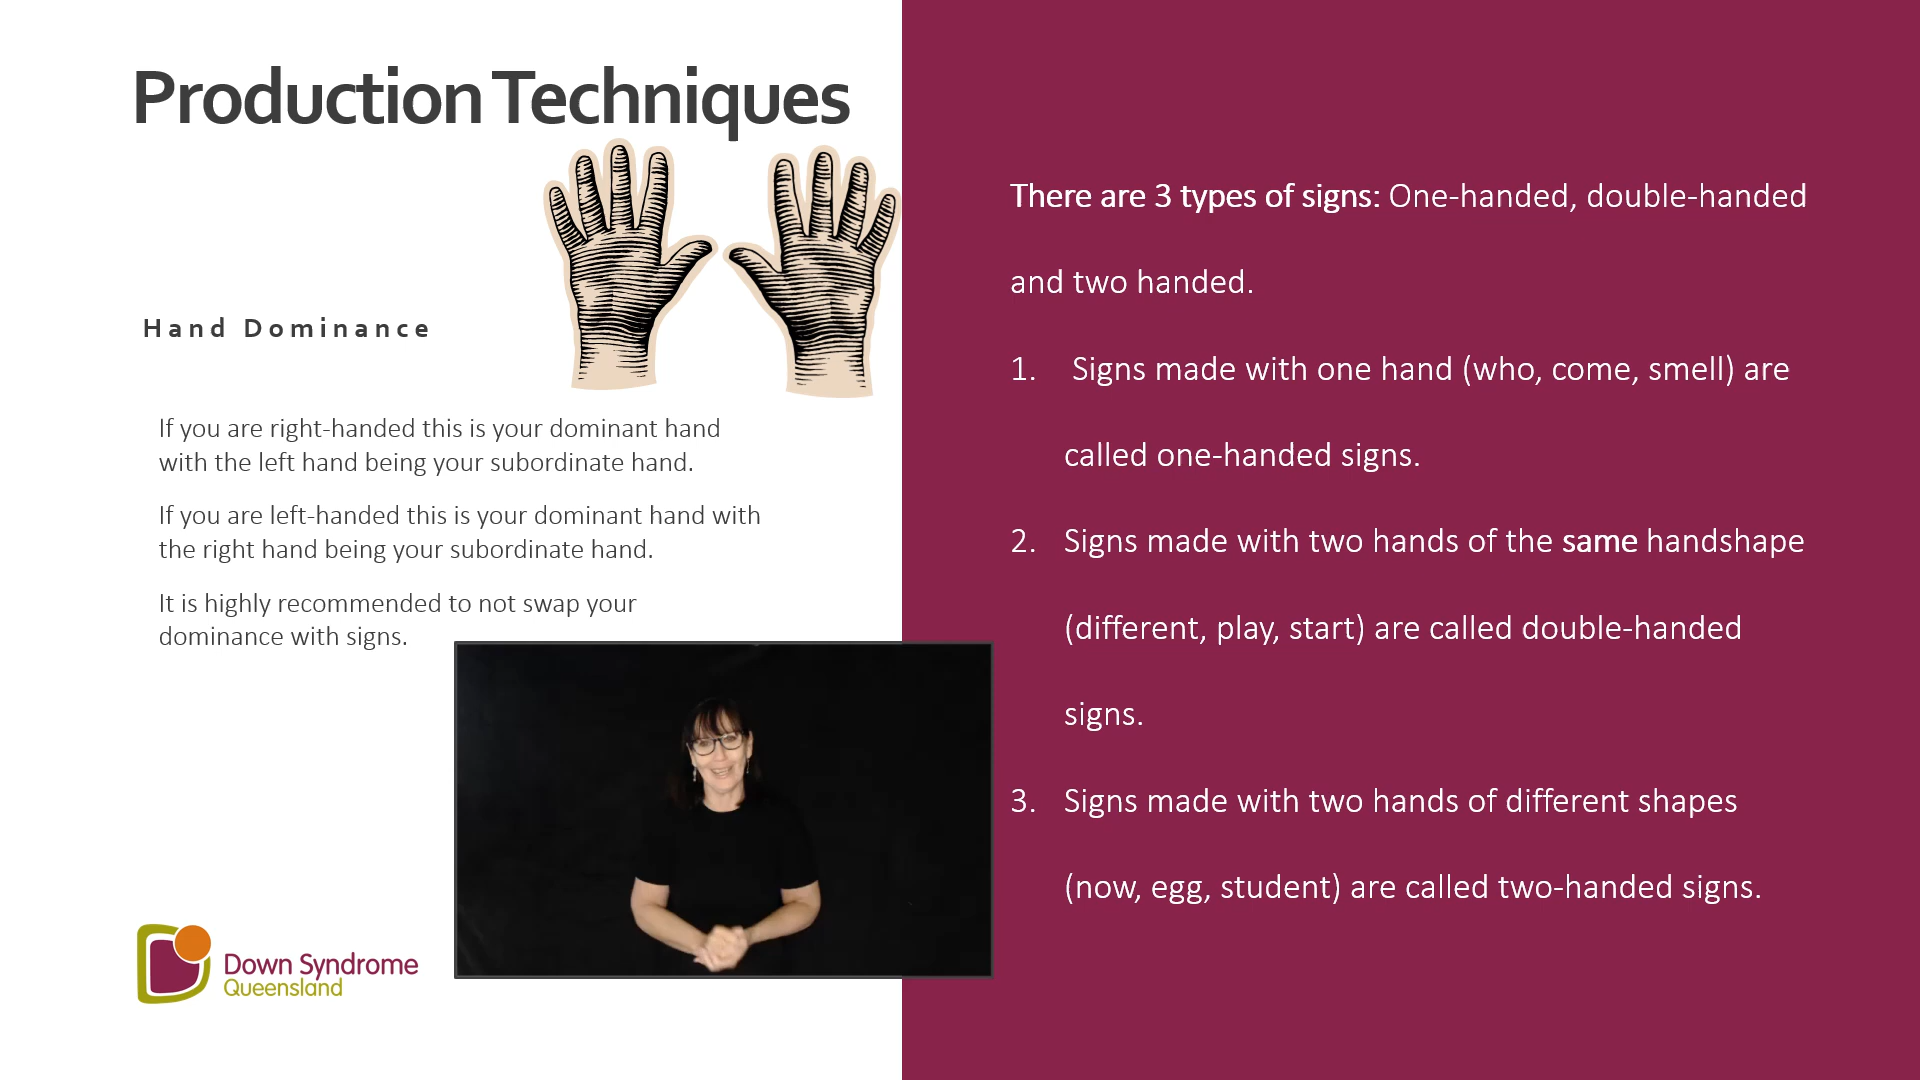 Production Techniques
Hand Dominance
If you are right-handed this is your dominant hand
with the left hand being your subordinate hand.
If you are left-handed this is your dominant hand with
the right hand being your subordinate hand.
It is highly recommended to not swap your
dominance with signs.
Down Syndrome
Queensland
There are 3 types of signs: One-handed, double-handed
and two handed.
1. Signs made with one hand (who, come, smell) are
called one-handed signs.
2. Signs made with two hands of the same handshape
(different, play, start) are called double-handed
signs.
3. Signs made with two hands of different shapes
(now, egg, student) are called two-handed signs.